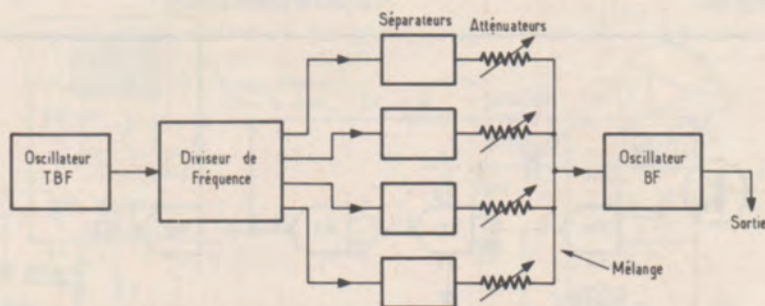 Séparateurs
Atténuateurs
Oscillateur
TBF
Diviseur de
Fréquence
Oscillateur
BF
Sortie
Mélange